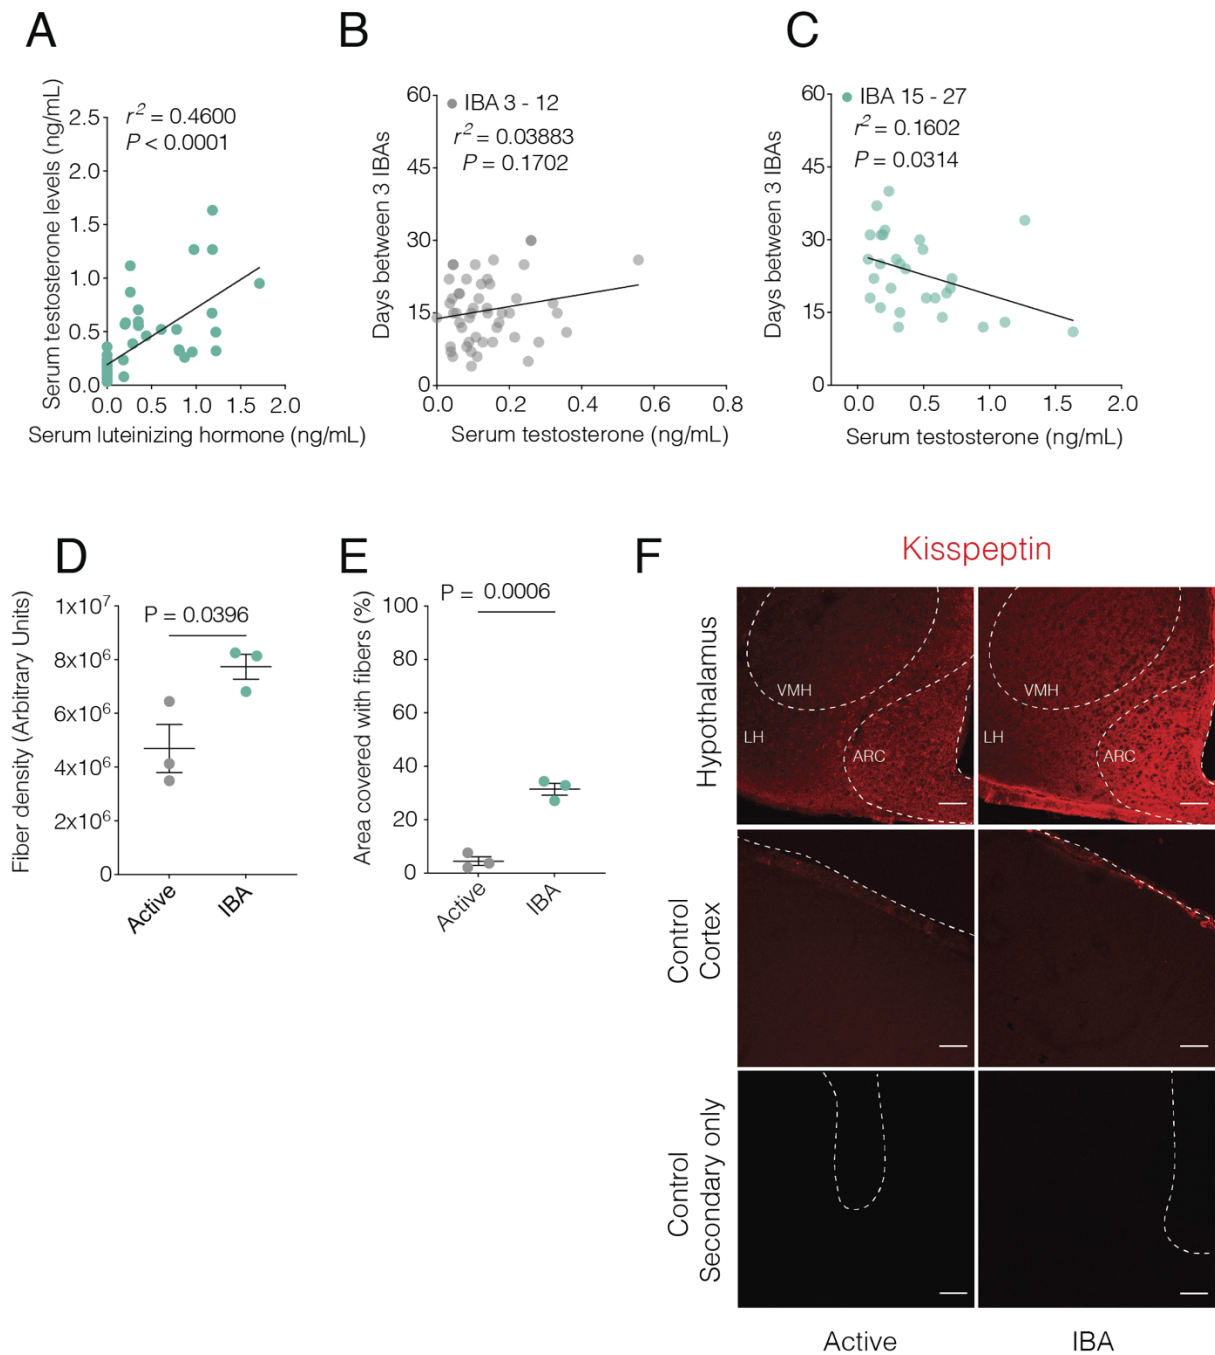 A
Serum testosterone levels (ng/mL)
2.5
2.0
1.5
1.0
0.5
0.0
r² = 0.4600
P < 0.0001
0.0 0.5 1.0 1.5 2.0
Serum luteinizing hormone (ng/mL)
B
Days between 3 IBAs
60
45
30
15
0
IBA 3 - 12
r² = 0.03883
P = 0.1702
0.0 0.2 0.4 0.6 0.8
Serum testosterone (ng/mL)
C
Days between 3 IBAs
60
45
30
15
0
IBA 15 - 27
r² = 0.1602
P = 0.0314
0.0 0.5 1.0 1.5 2.0
Serum testosterone (ng/mL)
D
Fiber density (Arbitrary Units)
1x10⁷
8x10⁶
6x10⁶
4x10⁶
2x10⁶
0
P = 0.0396
Active
IBA
E
Area covered with fibers (%)
100
80
60
40
20
0
P = 0.0006
Active
IBA
F
Kisspeptin
Hypothalamus
VMH
LH
ARC
VMH
LH
ARC
Control
Cortex
Control
Secondary only
Active
IBA